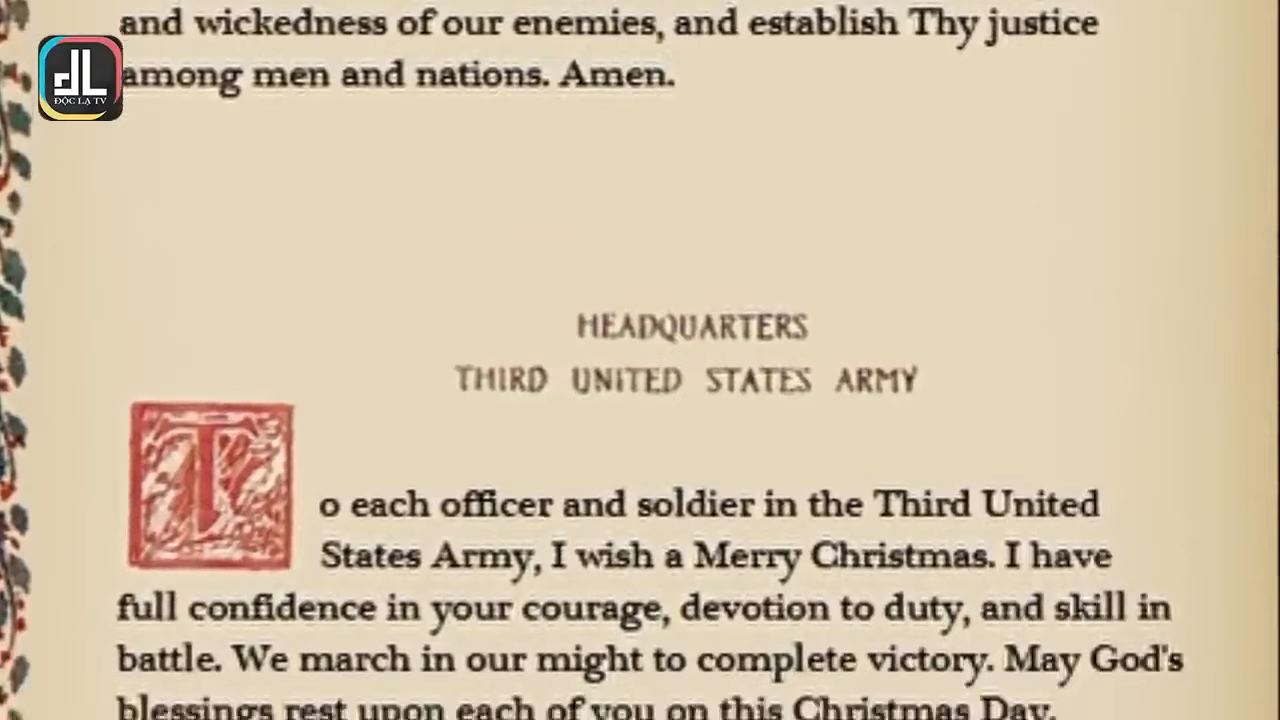 and wickedness of our enemies, and establish Thy justice
among men and nations. Amen.
ĐỘC LẠ TV
HEADQUARTERS
THIRD UNITED STATES ARMY
To each officer and soldier in the Third United
States Army, I wish a Merry Christmas. I have
full confidence in your courage, devotion to duty, and skill in
battle. We march in our might to complete victory. May God's
blessings rest upon each of you on this Christmas Day.